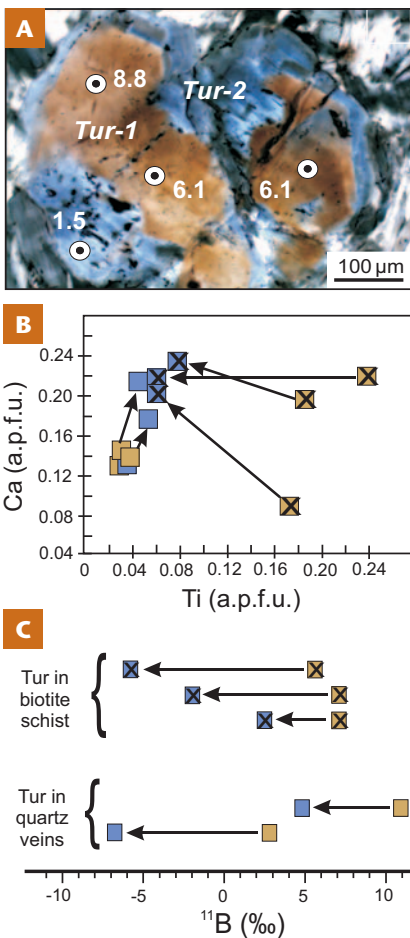 A
8.8
Tur-2
Tur-1
6.1
6.1
1.5
100 µm
B
0.24
0.20
0.16
0.12
0.08
0.04
Ca (a.p.f.u.)
0
0.04
0.08
0.12
0.16
0.20
0.24
Ti (a.p.f.u.)
C
Tur in
biotite
schist
Tur in
quartz
veins
-10
-5
0
5
10
¹¹B (‰)